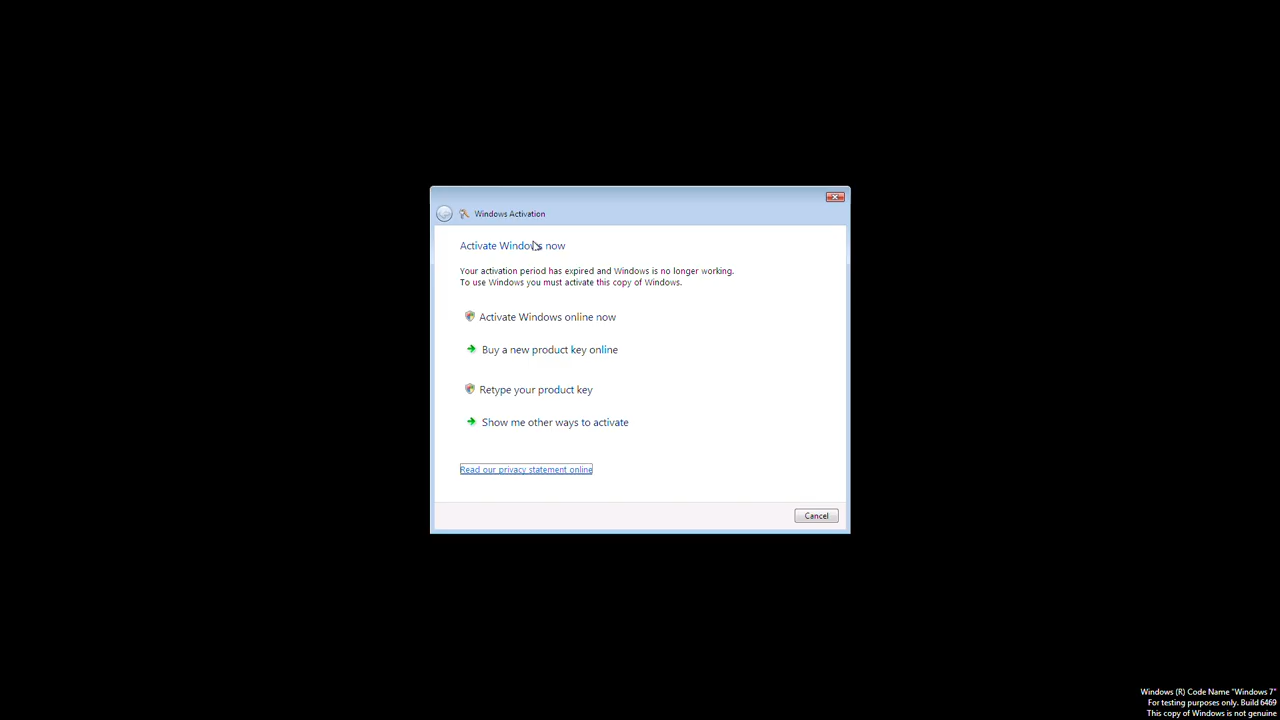 Windows Activation
Activate Windows now
Your activation period has expired and Windows is no longer working.
To use Windows you must activate this copy of Windows.
Activate Windows online now
Buy a new product key online
Retype your product key
Show me other ways to activate
Read our privacy statement online
Cancel
Windows (R) Code Name "Windows 7"
For testing purposes only. Build 6469
This copy of Windows is not genuine